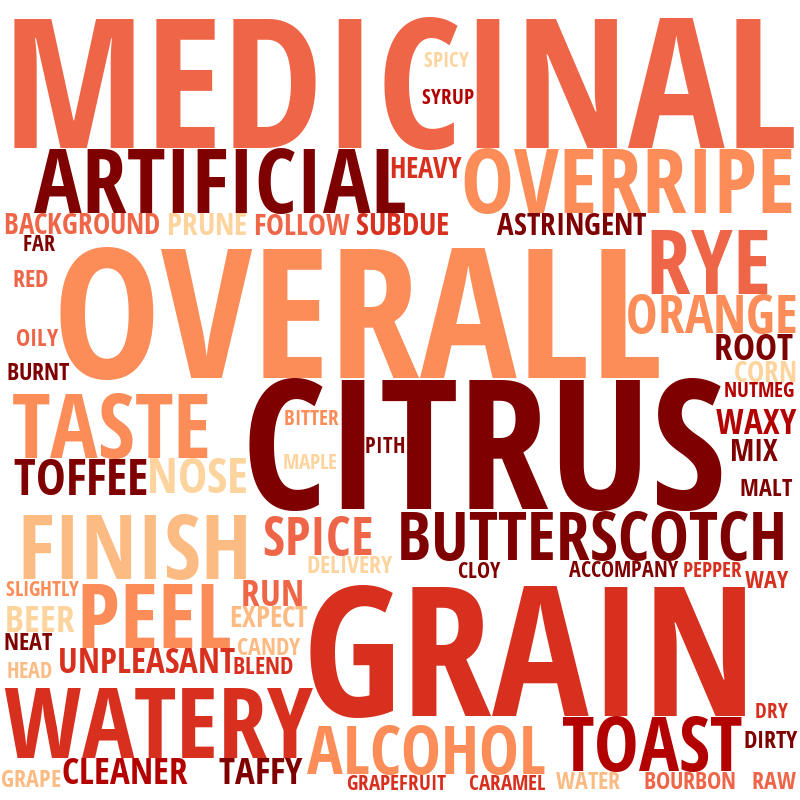 MEDICINAL
SPICY
SYRUP
ARTIFICIAL
HEAVY
OVERRIPE
BACKGROUND
PRUNE
FOLLOW
SUBDUE
ASTRINGENT
FAR
RED
OVERALL
RYE
ORANGE
OILY
ROOT
BURNT
CORN
NUTMEG
TASTE
BITTER
CITRUS
WAXY
PITH
MIX
TOFFEE
NOSE
MAPLE
MALT
FINISH
SPICE
BUTTERSCOTCH
DELIVERY
CLOY
ACCOMPANY
PEPPER
WAY
SLIGHTLY
PEEL
RUN
GRAIN
BEER
EXPECT
NEAT
CANDY
UNPLEASANT
BLEND
HEAD
WATERY
DRY
ALCOHOL
TOAST
DIRTY
GRAPE
CLEANER
TAFFY
GRAPEFRUIT
CARAMEL
WATER
BOURBON
RAW